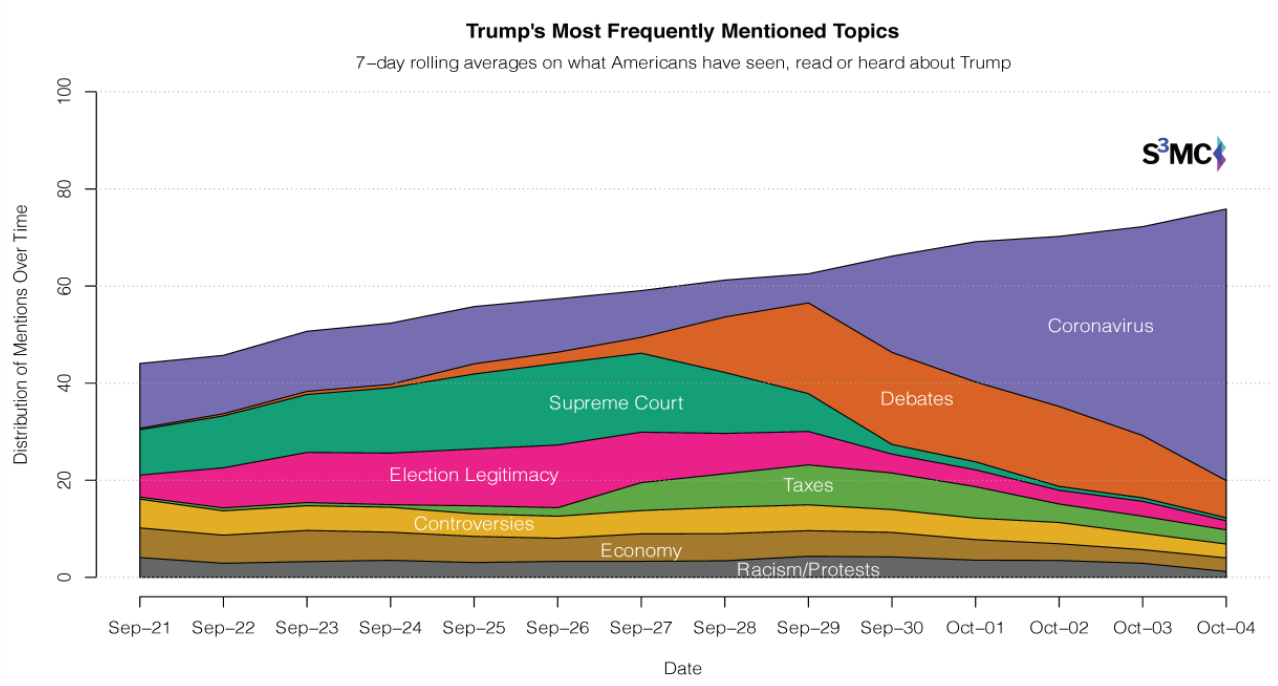 Trump's Most Frequently Mentioned Topics
7–day rolling averages on what Americans have seen, read or heard about Trump
S³MC
Distribution of Mentions Over Time
100
80
60
40
20
0
Coronavirus
Debates
Supreme Court
Election Legitimacy
Taxes
Controversies
Economy
Racism/Protests
Sep–21 Sep–22 Sep–23 Sep–24 Sep–25 Sep–26 Sep–27 Sep–28 Sep–29 Sep–30 Oct–01 Oct–02 Oct–03 Oct–04
Date